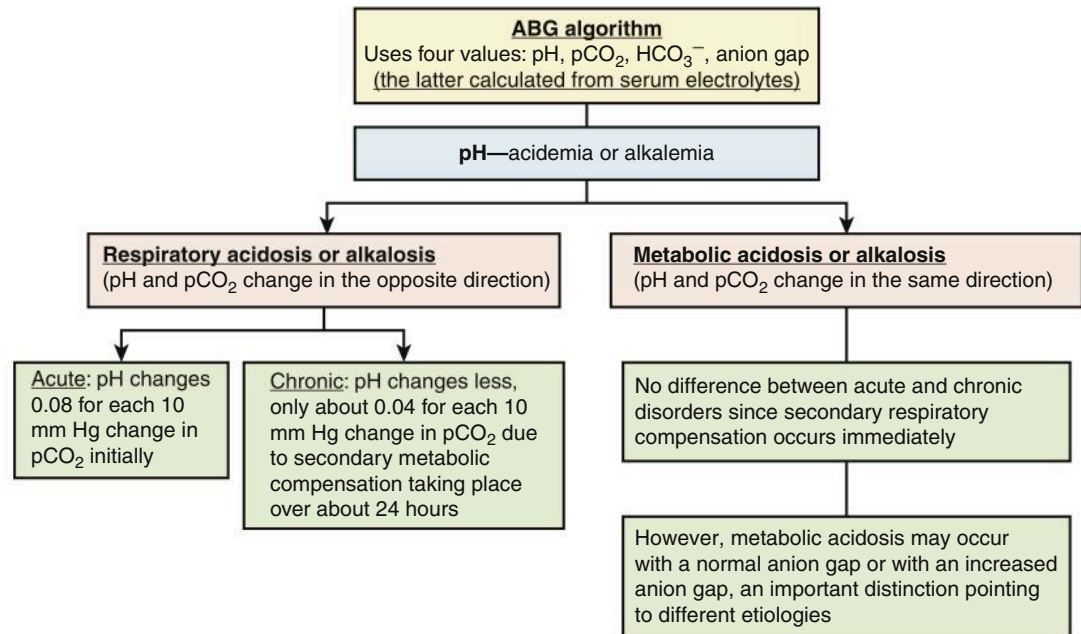 ABG algorithm
Uses four values: pH, pCO₂, HCO₃⁻, anion gap
(the latter calculated from serum electrolytes)
pH—acidemia or alkalemia
Respiratory acidosis or alkalosis
(pH and pCO₂ change in the opposite direction)
Metabolic acidosis or alkalosis
(pH and pCO₂ change in the same direction)
Acute: pH changes
0.08 for each 10
mm Hg change in
pCO₂ initially
Chronic: pH changes less,
only about 0.04 for each 10
mm Hg change in pCO₂ due
to secondary metabolic
compensation taking place
over about 24 hours
No difference between acute and chronic
disorders since secondary respiratory
compensation occurs immediately
However, metabolic acidosis may occur
with a normal anion gap or with an increased
anion gap, an important distinction pointing
to different etiologies